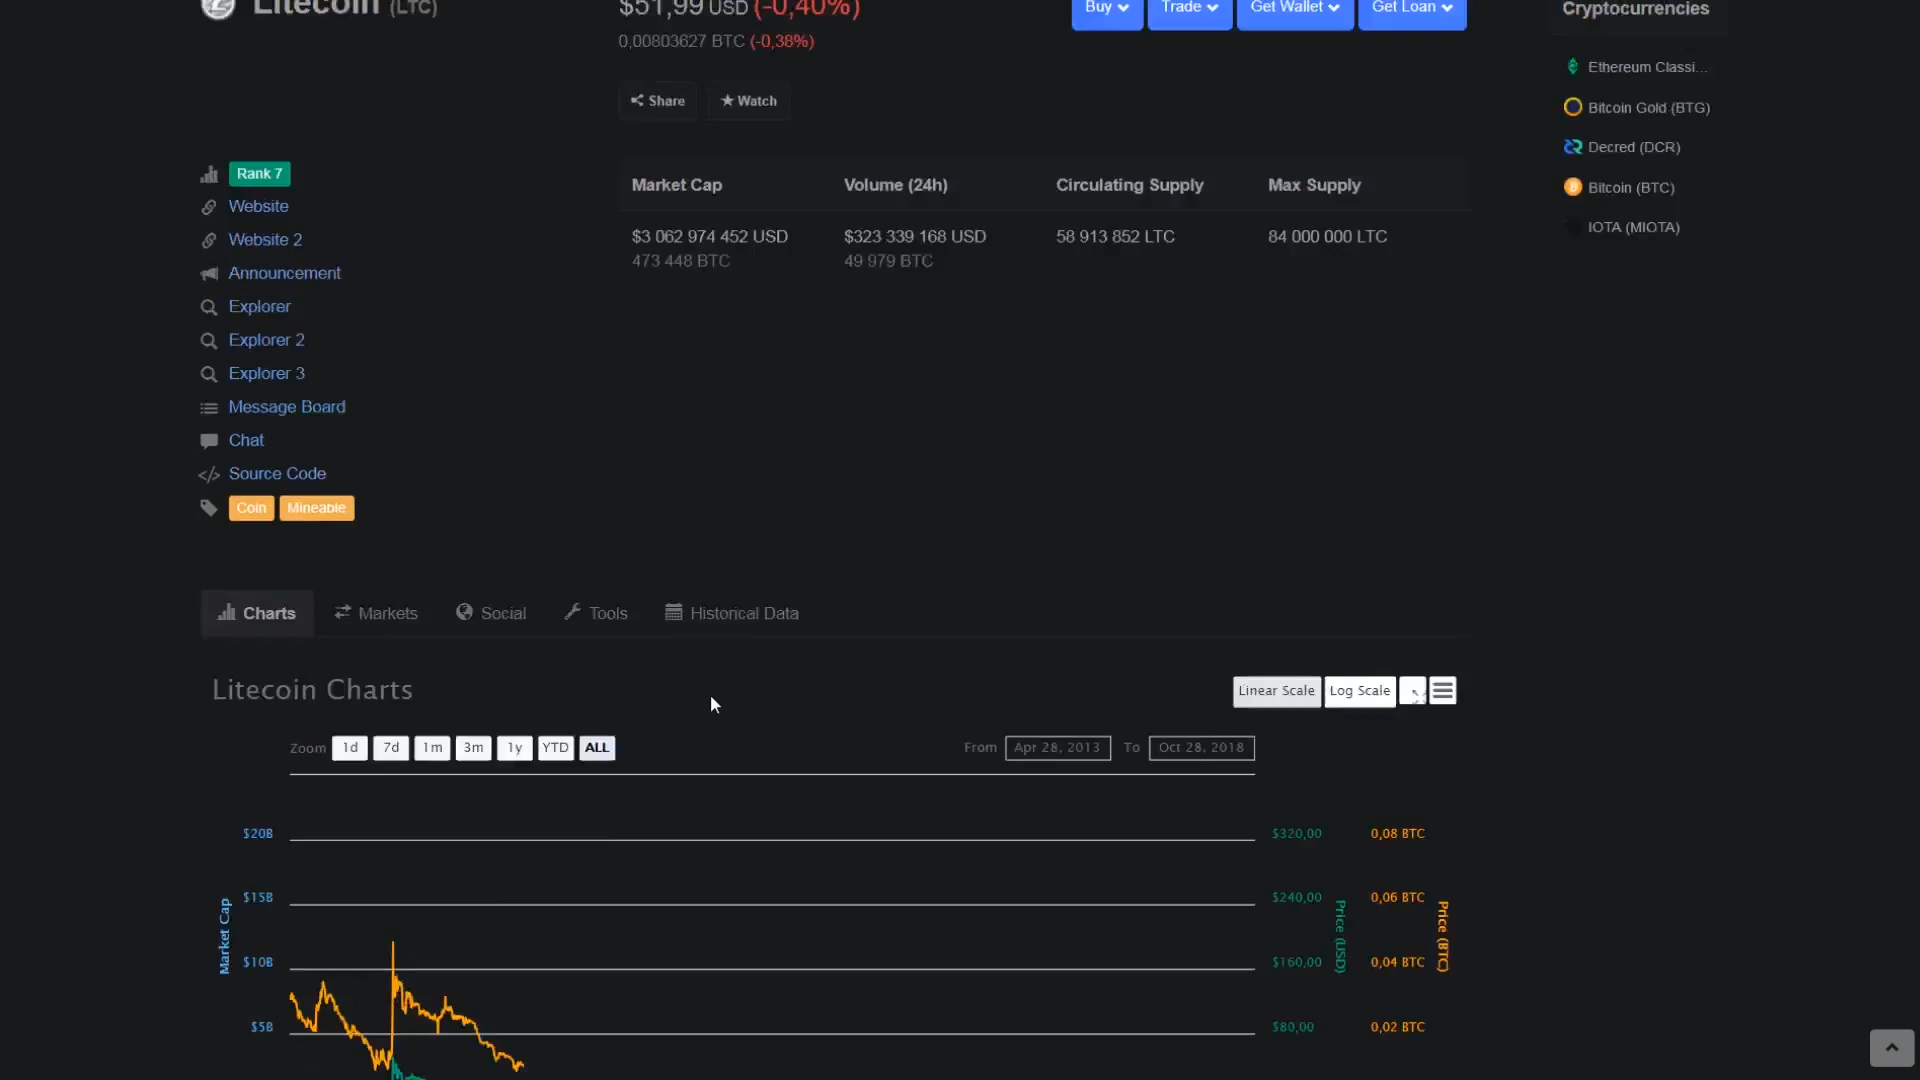 Litecoin (LTC)
$51,99 USD (-0,40%)
0,00803627 BTC (-0,38%)
Buy
Trade
Get Wallet
Get Loan
Share
Watch
Rank 7
Website
Website 2
Announcement
Explorer
Explorer 2
Explorer 3
Message Board
Chat
Source Code
Coin Mineable
Market Cap Volume (24h) Circulating Supply Max Supply
$3 062 974 452 USD $323 339 168 USD 58 913 852 LTC 84 000 000 LTC
473 448 BTC 49 979 BTC
Cryptocurrencies
Ethereum Classi...
Bitcoin Gold (BTG)
Decred (DCR)
Bitcoin (BTC)
IOTA (MIOTA)
Charts Markets Social Tools Historical Data
Litecoin Charts
Linear Scale Log Scale
Zoom 1d 7d 1m 3m 1y YTD ALL
From Apr 28, 2013 To Oct 28, 2018
$20B $320,00 0,08 BTC
$15B $240,00 0,06 BTC
$10B $160,00 0,04 BTC
$5B $80,00 0,02 BTC
Market Cap
Price (USD)
Price (BTC)